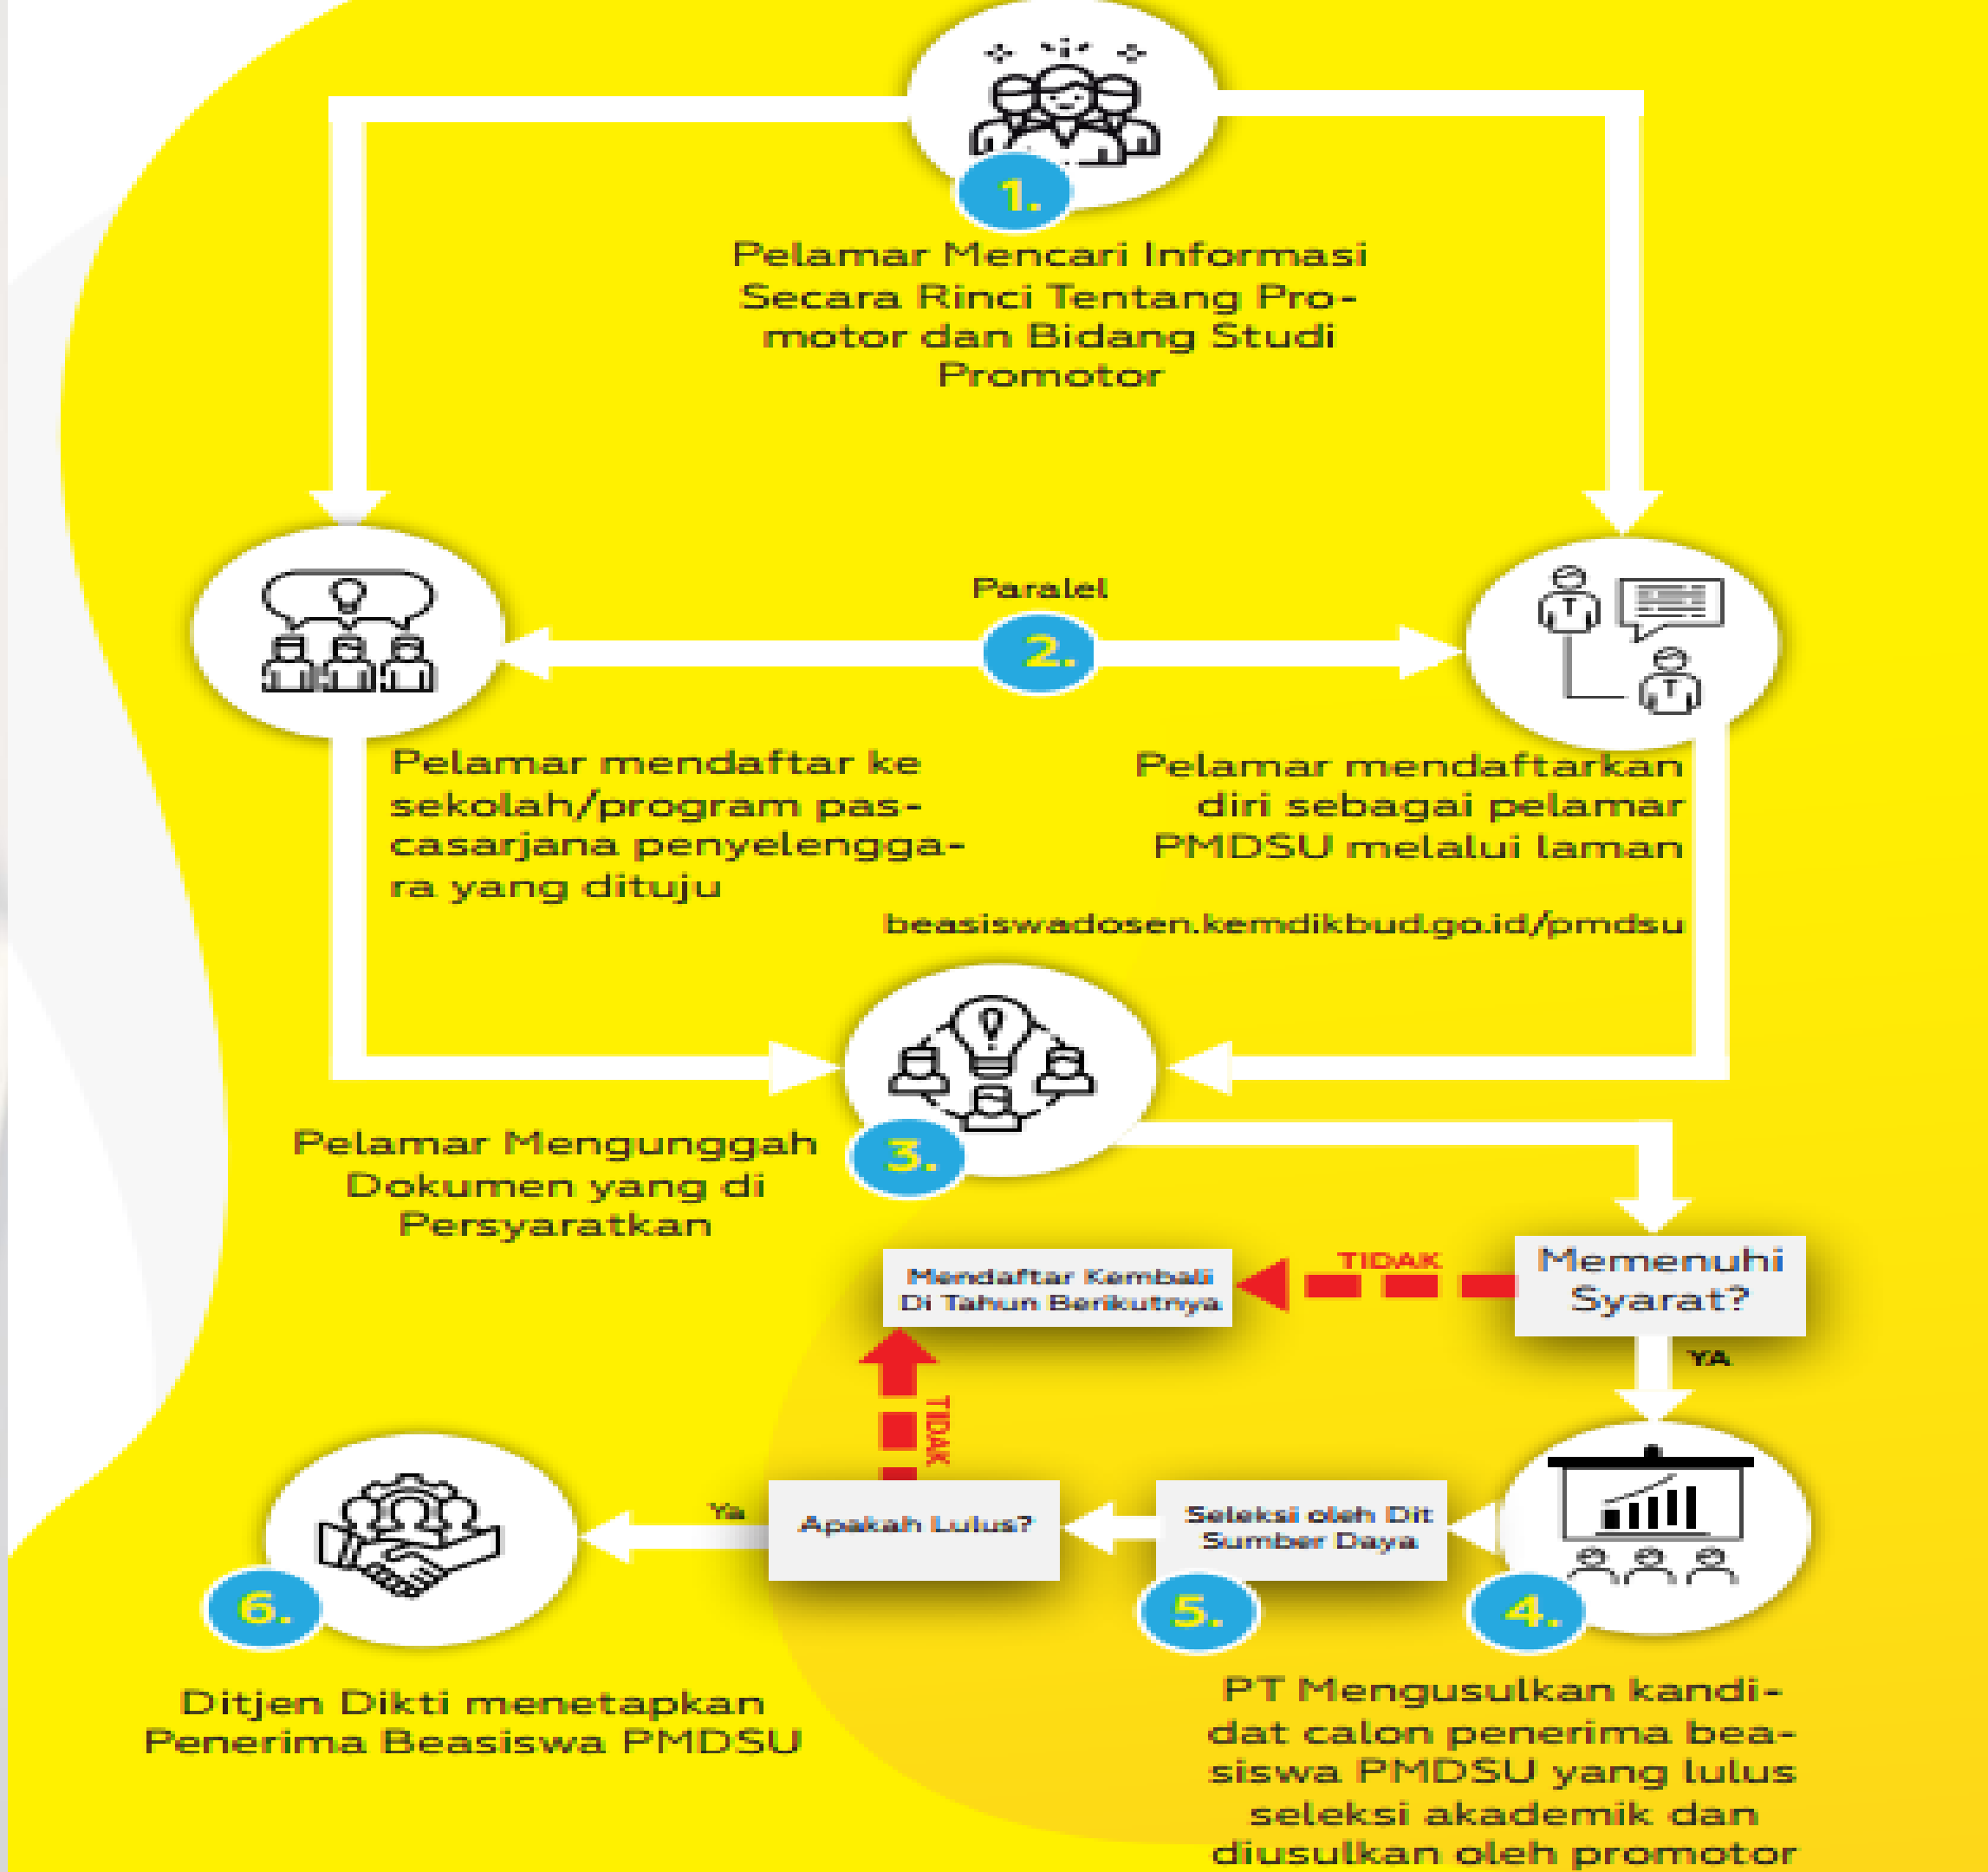 1.
Pelamar Mencari Informasi
Secara Rinci Tentang Pro-
motor dan Bidang Studi
Promotor
Paralel
2.
Pelamar mendaftar ke
sekolah/program pas-
casarjana penyelengga-
ra yang dituju
Pelamar mendaftarkan
diri sebagai pelamar
PMDSU melalui laman
beasiswadosen.kemdikbud.go.id/pmdsu
3.
Pelamar Mengunggah
Dokumen yang di
Persyaratkan
Memenuhi
Syarat?
TIDAK
Mendaftar Kembali
Di Tahun Berikutnya
YA
4.
PT Mengusulkan kandi-
dat calon penerima bea-
siswa PMDSU yang lulus
seleksi akademik dan
diusulkan oleh promotor
Seleksi oleh Dit
Sumber Daya
5.
Apakah Lulus?
TIDAK
Ya
6.
Ditjen Dikti menetapkan
Penerima Beasiswa PMDSU